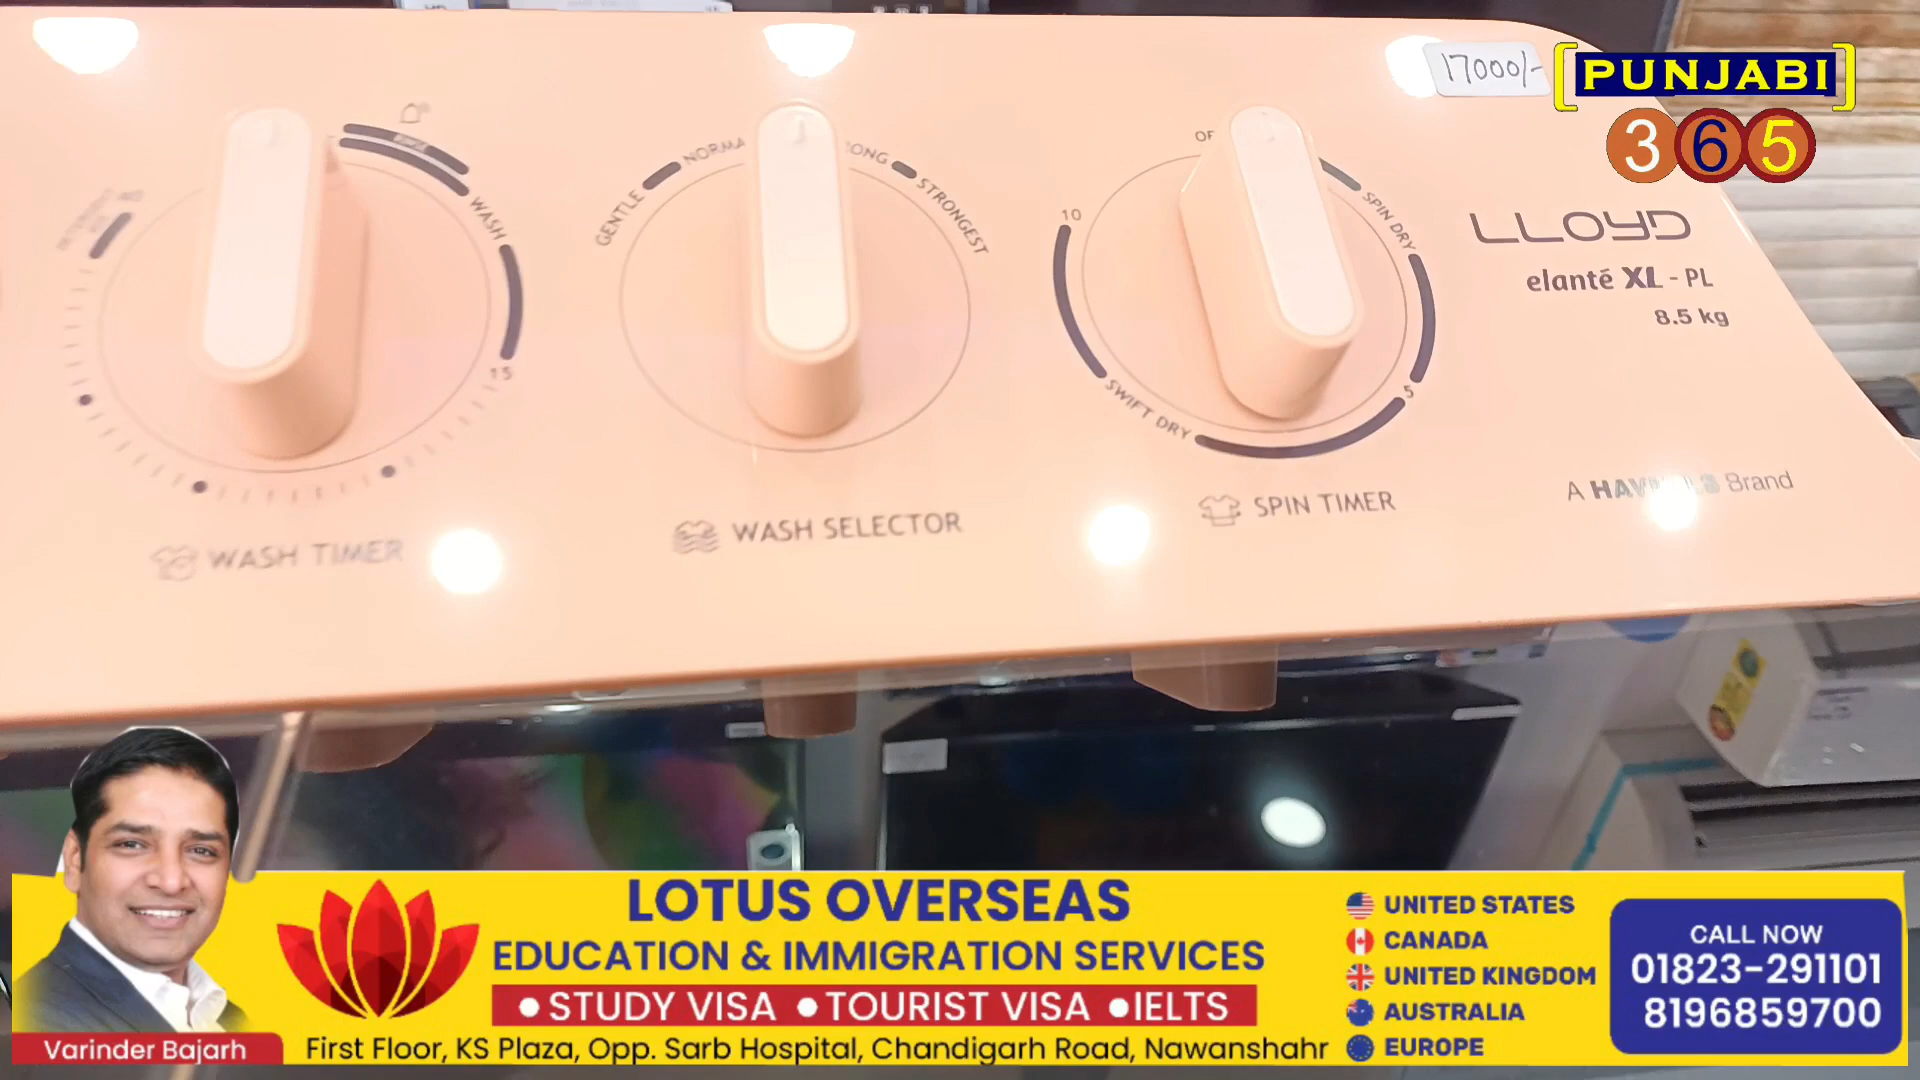 17000/-
PUNJABI
365
NORMA
ONG
GENTLE
STRONGEST
WASH
15
OF
10
SPIN DRY
5
SWIFT DRY
LLOYD
elanté XL - PL
8.5 kg
WASH TIMER
WASH SELECTOR
SPIN TIMER
A HAVELLS Brand
LOTUS OVERSEAS
EDUCATION & IMMIGRATION SERVICES
• STUDY VISA • TOURIST VISA • IELTS
First Floor, KS Plaza, Opp. Sarb Hospital, Chandigarh Road, Nawanshahr
Varinder Bajarh
UNITED STATES
CANADA
UNITED KINGDOM
AUSTRALIA
EUROPE
CALL NOW
01823-291101
8196859700